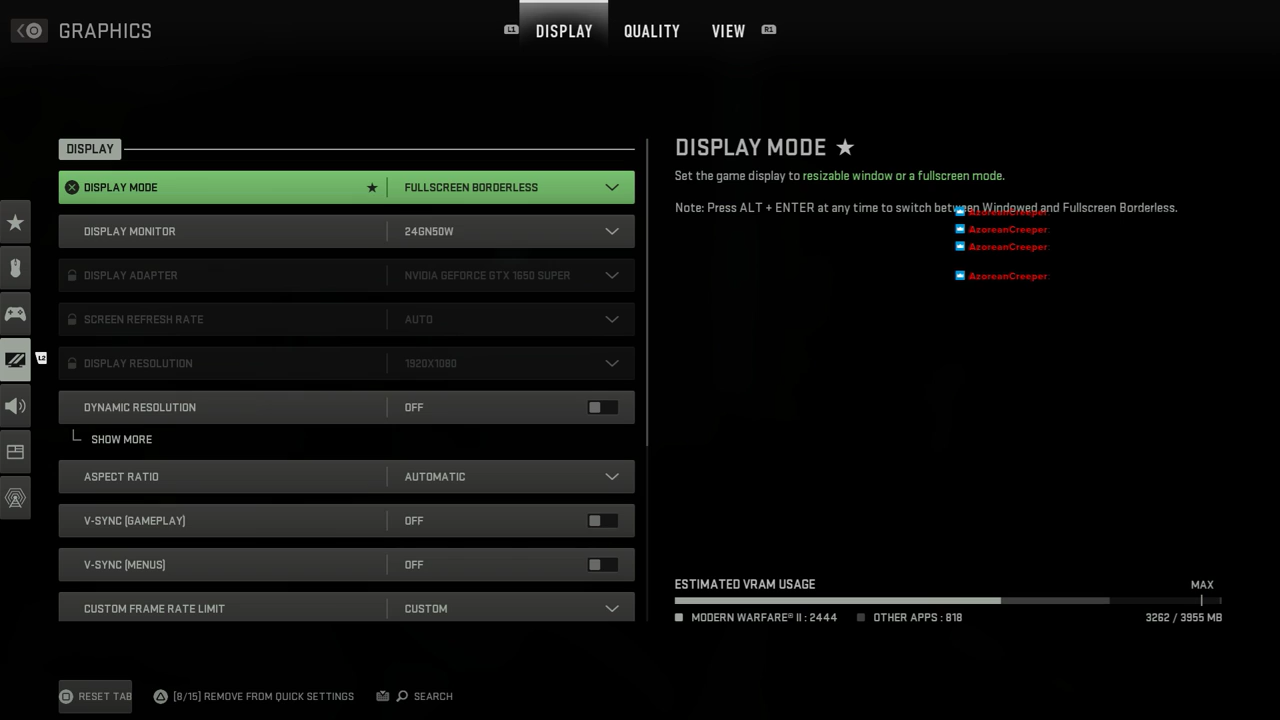 GRAPHICS
L1 DISPLAY QUALITY VIEW R1
DISPLAY
DISPLAY MODE ★ FULLSCREEN BORDERLESS
DISPLAY MONITOR 24GN50W
DISPLAY ADAPTER NVIDIA GEFORCE GTX 1650 SUPER
SCREEN REFRESH RATE AUTO
L2
DISPLAY RESOLUTION 1920X1080
DYNAMIC RESOLUTION OFF
SHOW MORE
ASPECT RATIO AUTOMATIC
V-SYNC (GAMEPLAY) OFF
V-SYNC (MENUS) OFF
CUSTOM FRAME RATE LIMIT CUSTOM
DISPLAY MODE ★
Set the game display to resizable window or a fullscreen mode.
Note: Press ALT + ENTER at any time to switch between Windowed and Fullscreen Borderless.
AzoreanCreeper:
AzoreanCreeper:
AzoreanCreeper:
AzoreanCreeper:
ESTIMATED VRAM USAGE MAX
MODERN WARFARE® II : 2444 OTHER APPS : 818 3262 / 3955 MB
RESET TAB [8/15] REMOVE FROM QUICK SETTINGS SEARCH